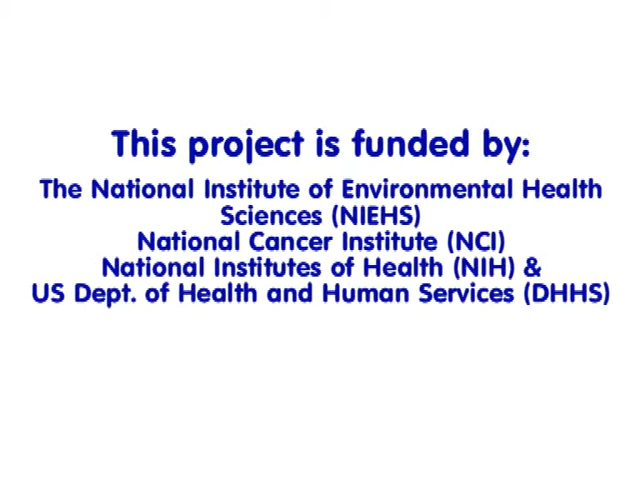 This project is funded by:
The National Institute of Environmental Health
Sciences (NIEHS)
National Cancer Institute (NCI)
National Institutes of Health (NIH) &
US Dept. of Health and Human Services (DHHS)